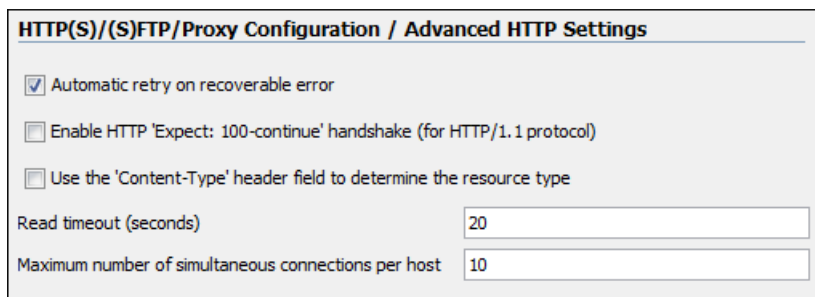 HTTP(S)/(S)FTP/Proxy Configuration / Advanced HTTP Settings
Automatic retry on recoverable error
Enable HTTP 'Expect: 100-continue' handshake (for HTTP/1.1 protocol)
Use the 'Content-Type' header field to determine the resource type
Read timeout (seconds) 20
Maximum number of simultaneous connections per host 10